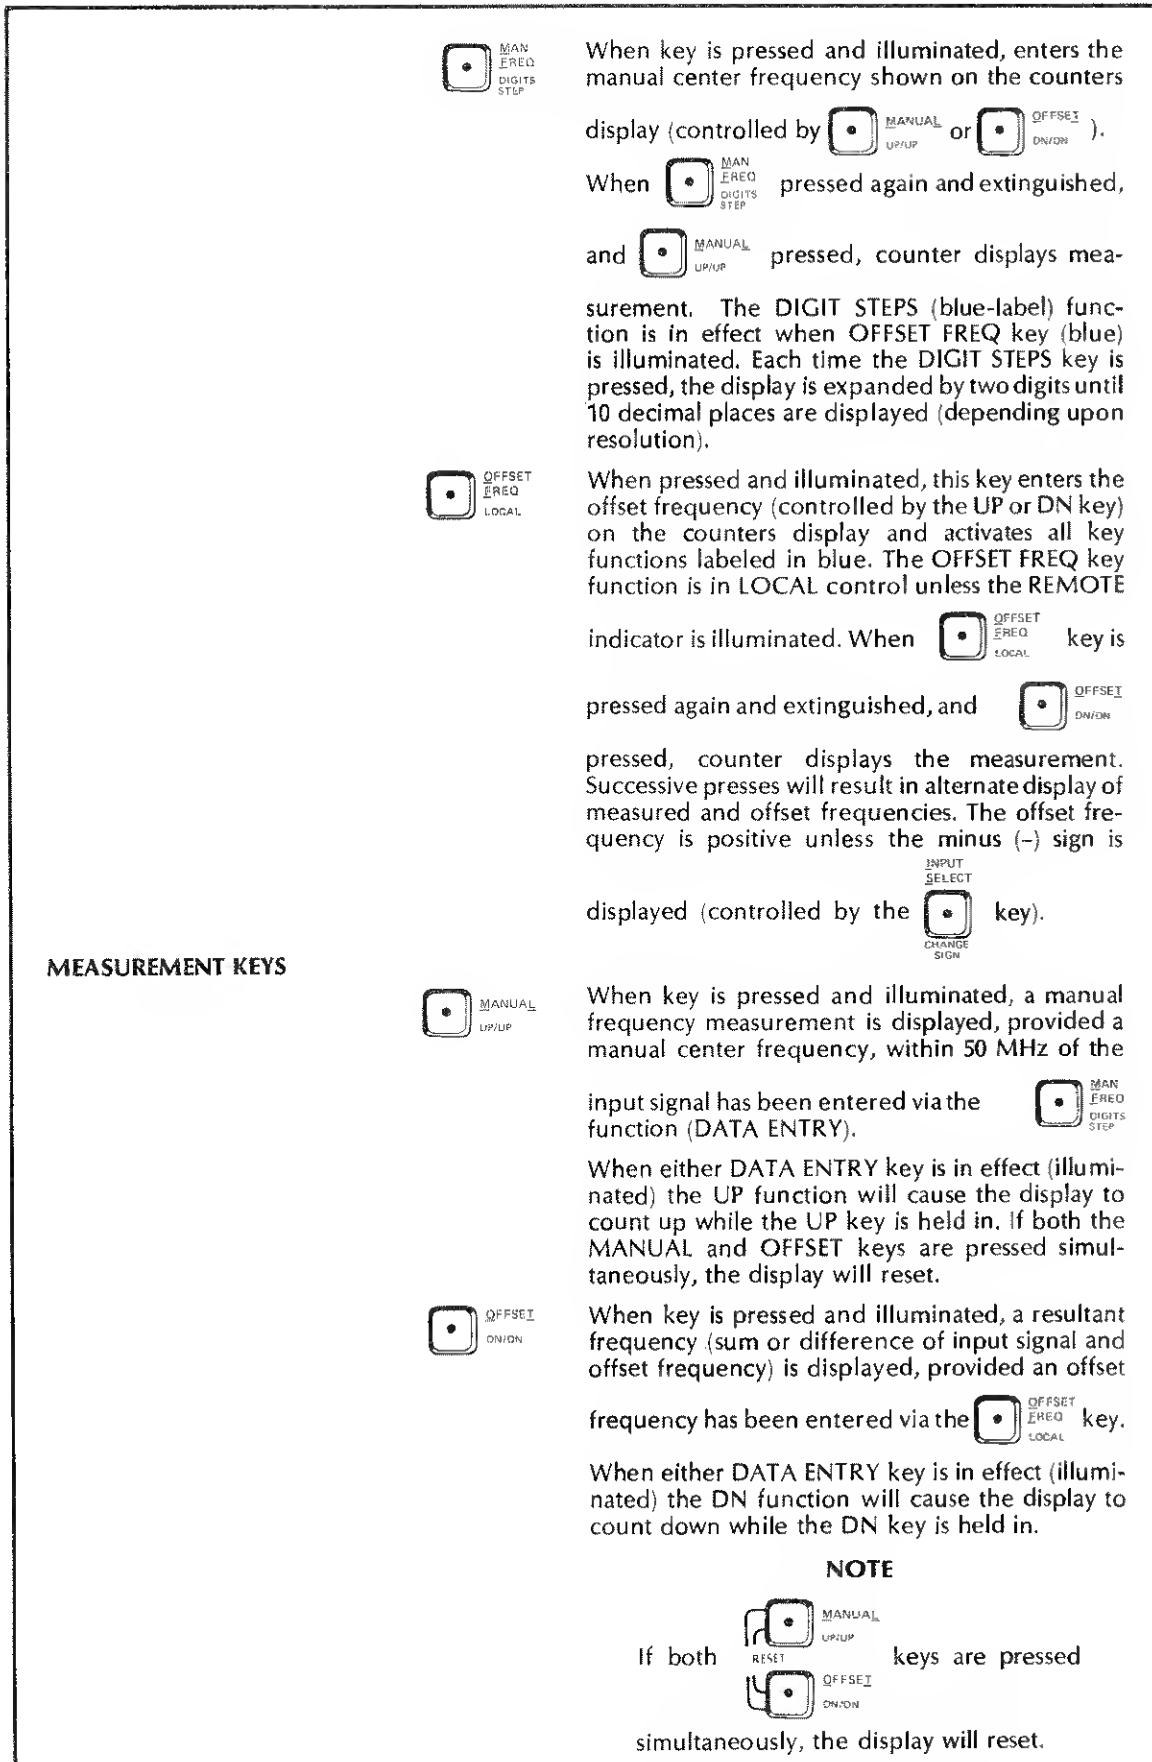 MAN
FREQ
DIGITS
STEP
When key is pressed and illuminated, enters the
manual center frequency shown on the counters
display (controlled by MANUAL UP/UP or OFFSET DN/DN ).
When MAN FREQ DIGITS STEP pressed again and extinguished,
and MANUAL UP/UP pressed, counter displays mea-
surement. The DIGIT STEPS (blue-label) func-
tion is in effect when OFFSET FREQ key (blue)
is illuminated. Each time the DIGIT STEPS key is
pressed, the display is expanded by two digits until
10 decimal places are displayed (depending upon
resolution).
OFFSET
FREQ
LOCAL
When pressed and illuminated, this key enters the
offset frequency (controlled by the UP or DN key)
on the counters display and activates all key
functions labeled in blue. The OFFSET FREQ key
function is in LOCAL control unless the REMOTE
indicator is illuminated. When OFFSET FREQ LOCAL key is
pressed again and extinguished, and OFFSET DN/DN
pressed, counter displays the measurement.
Successive presses will result in alternate display of
measured and offset frequencies. The offset fre-
quency is positive unless the minus (-) sign is
INPUT
SELECT
displayed (controlled by the key).
CHANGE
SIGN
MEASUREMENT KEYS
MANUAL
UP/UP
When key is pressed and illuminated, a manual
frequency measurement is displayed, provided a
manual center frequency, within 50 MHz of the
input signal has been entered via the MAN FREQ DIGITS STEP
function (DATA ENTRY).
When either DATA ENTRY key is in effect (illumi-
nated) the UP function will cause the display to
count up while the UP key is held in. If both the
MANUAL and OFFSET keys are pressed simul-
taneously, the display will reset.
OFFSET
DN/DN
When key is pressed and illuminated, a resultant
frequency (sum or difference of input signal and
offset frequency) is displayed, provided an offset
frequency has been entered via the OFFSET FREQ LOCAL key.
When either DATA ENTRY key is in effect (illumi-
nated) the DN function will cause the display to
count down while the DN key is held in.
NOTE
MANUAL
UP/UP
If both RESET keys are pressed
OFFSET
DN/DN
simultaneously, the display will reset.